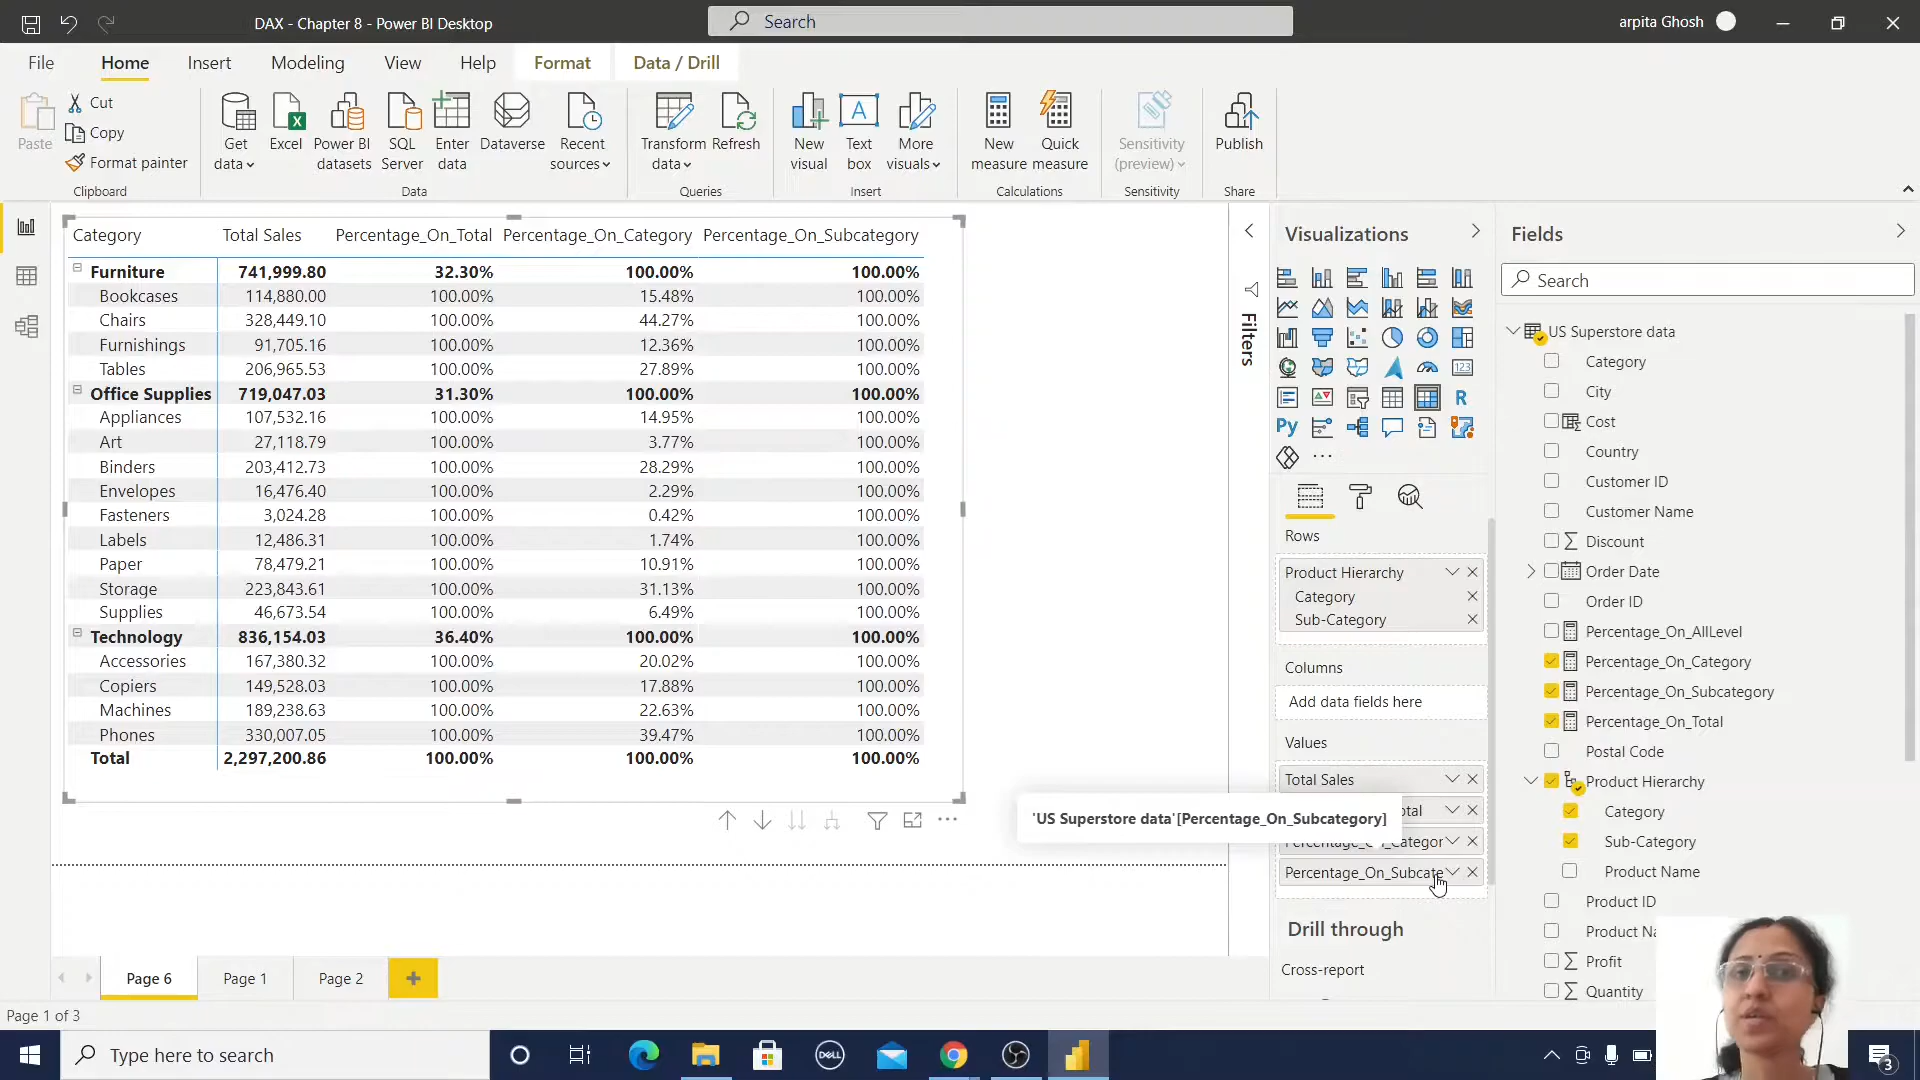 DAX - Chapter 8 - Power BI Desktop
Search
arpita Ghosh
File Home Insert Modeling View Help Format Data / Drill
Paste
Cut
Copy
Format painter
Get data
Excel
Power BI datasets
SQL Server
Enter data
Dataverse
Recent sources
Transform data
Refresh
New visual
Text box
More visuals
New measure
Quick measure
Sensitivity (preview)
Publish
Clipboard Data Queries Insert Calculations Sensitivity Share
Category Total Sales Percentage_On_Total Percentage_On_Category Percentage_On_Subcategory
Furniture 741,999.80 32.30% 100.00% 100.00%
Bookcases 114,880.00 100.00% 15.48% 100.00%
Chairs 328,449.10 100.00% 44.27% 100.00%
Furnishings 91,705.16 100.00% 12.36% 100.00%
Tables 206,965.53 100.00% 27.89% 100.00%
Office Supplies 719,047.03 31.30% 100.00% 100.00%
Appliances 107,532.16 100.00% 14.95% 100.00%
Art 27,118.79 100.00% 3.77% 100.00%
Binders 203,412.73 100.00% 28.29% 100.00%
Envelopes 16,476.40 100.00% 2.29% 100.00%
Fasteners 3,024.28 100.00% 0.42% 100.00%
Labels 12,486.31 100.00% 1.74% 100.00%
Paper 78,479.21 100.00% 10.91% 100.00%
Storage 223,843.61 100.00% 31.13% 100.00%
Supplies 46,673.54 100.00% 6.49% 100.00%
Technology 836,154.03 36.40% 100.00% 100.00%
Accessories 167,380.32 100.00% 20.02% 100.00%
Copiers 149,528.03 100.00% 17.88% 100.00%
Machines 189,238.63 100.00% 22.63% 100.00%
Phones 330,007.05 100.00% 39.47% 100.00%
Total 2,297,200.86 100.00% 100.00% 100.00%
Filters
Visualizations
123
R
Py
Rows
Product Hierarchy
Category
Sub-Category
Columns
Add data fields here
Values
Total Sales
otal
'US Superstore data'[Percentage_On_Subcategory]
Percentage_On_Categor
Percentage_On_Subcate
Drill through
Cross-report
Fields
Search
US Superstore data
Category
City
Cost
Country
Customer ID
Customer Name
Discount
Order Date
Order ID
Percentage_On_AllLevel
Percentage_On_Category
Percentage_On_Subcategory
Percentage_On_Total
Postal Code
Product Hierarchy
Category
Sub-Category
Product Name
Product ID
Product Na
Profit
Quantity
Page 6 Page 1 Page 2 +
Page 1 of 3
Type here to search
DELL
3